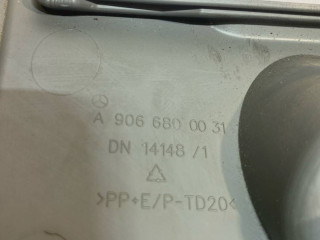 A 906 680 00 31
DN 14148 /1
>PP+E/P-TD20<